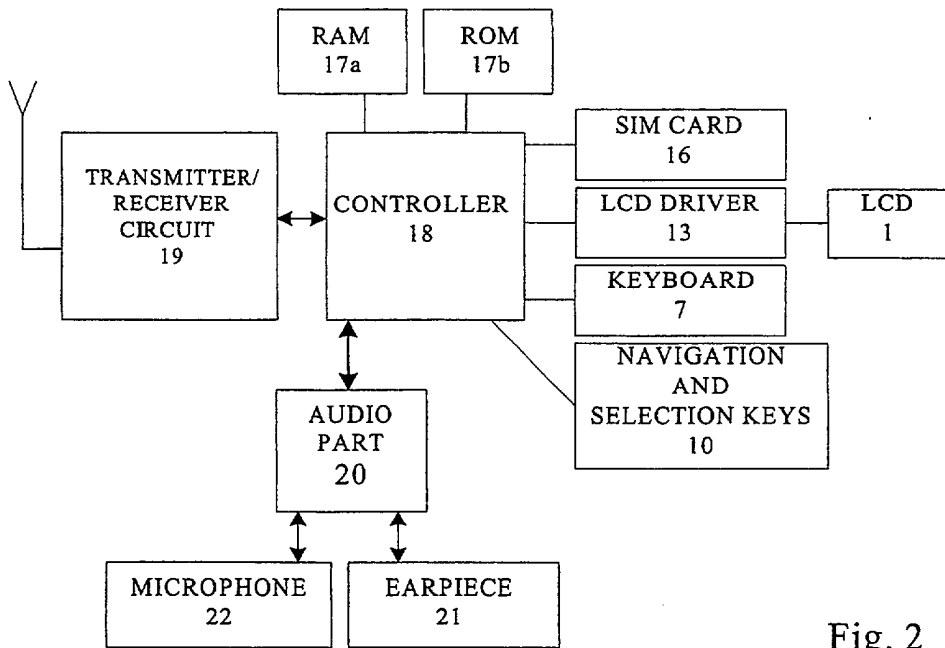 RAM
17a
ROM
17b
TRANSMITTER/
RECEIVER
CIRCUIT
19
CONTROLLER
18
SIM CARD
16
LCD DRIVER
13
LCD
1
KEYBOARD
7
NAVIGATION
AND
SELECTION KEYS
10
AUDIO
PART
20
MICROPHONE
22
EARPIECE
21
Fig. 2